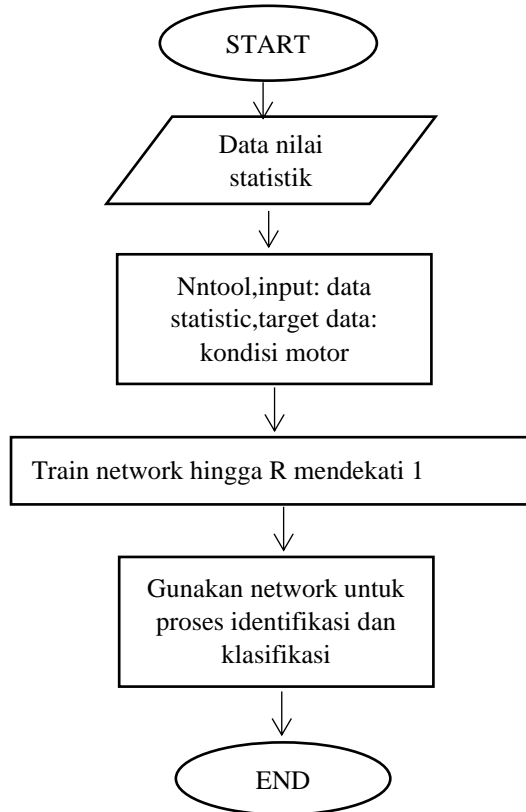 START
Data nilai
statistik
Nntool,input: data
statistic,target data:
kondisi motor
Train network hingga R mendekati 1
Gunakan network untuk
proses identifikasi dan
klasifikasi
END